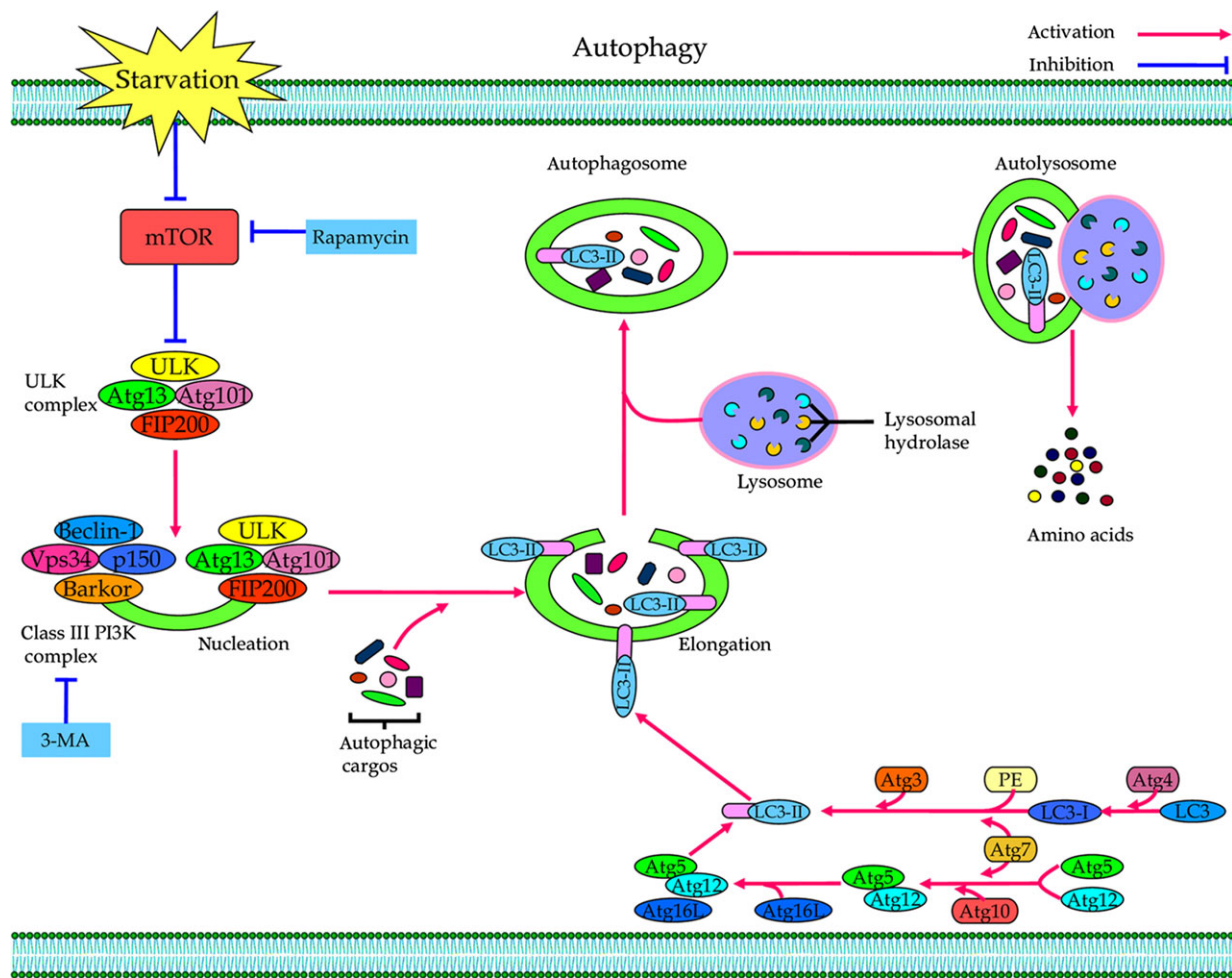 Autophagy
Activation
Inhibition
Starvation
mTOR
Rapamycin
ULK
complex
ULK
Atg13
Atg101
FIP200
Beclin-1
Vps34
p150
Barkor
ULK
Atg13
Atg101
FIP200
Nucleation
Class III PI3K
complex
3-MA
Autophagic
cargos
Autophagosome
LC3-II
Autolysosome
LC3-II
Lysosome
Lysosomal
hydrolase
Amino acids
LC3-II
LC3-II
LC3-II
LC3-II
Elongation
Atg3
PE
Atg4
LC3-II
LC3-I
LC3
Atg7
Atg5
Atg12
Atg16L
Atg16L
Atg5
Atg12
Atg10
Atg5
Atg12